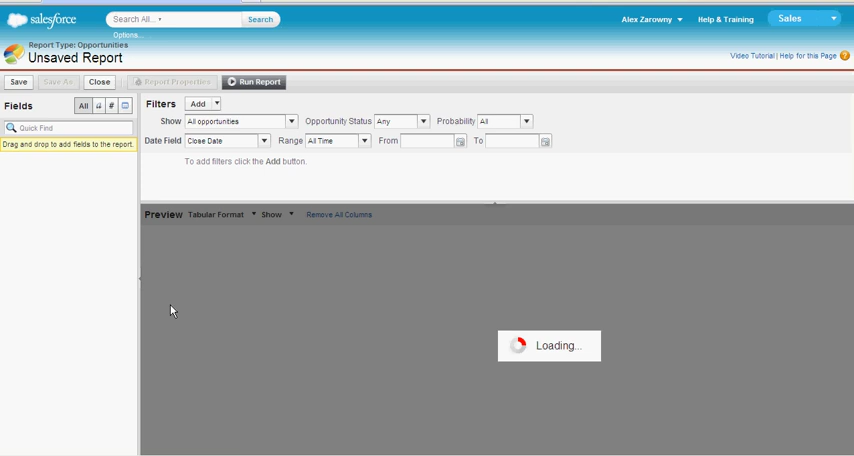 salesforce
Search All...
Search
Options...
Alex Zarowny
Help & Training
Sales
Report Type: Opportunities
Unsaved Report
Video Tutorial | Help for this Page ?
Save
Save As
Close
Report Properties
Run Report
Fields
All
#
Quick Find
Drag and drop to add fields to the report.
Filters
Add
Show All opportunities
Opportunity Status Any
Probability All
Date Field Close Date
Range All Time
From
To
To add filters click the Add button.
Preview
Tabular Format
Show
Remove All Columns
Loading...